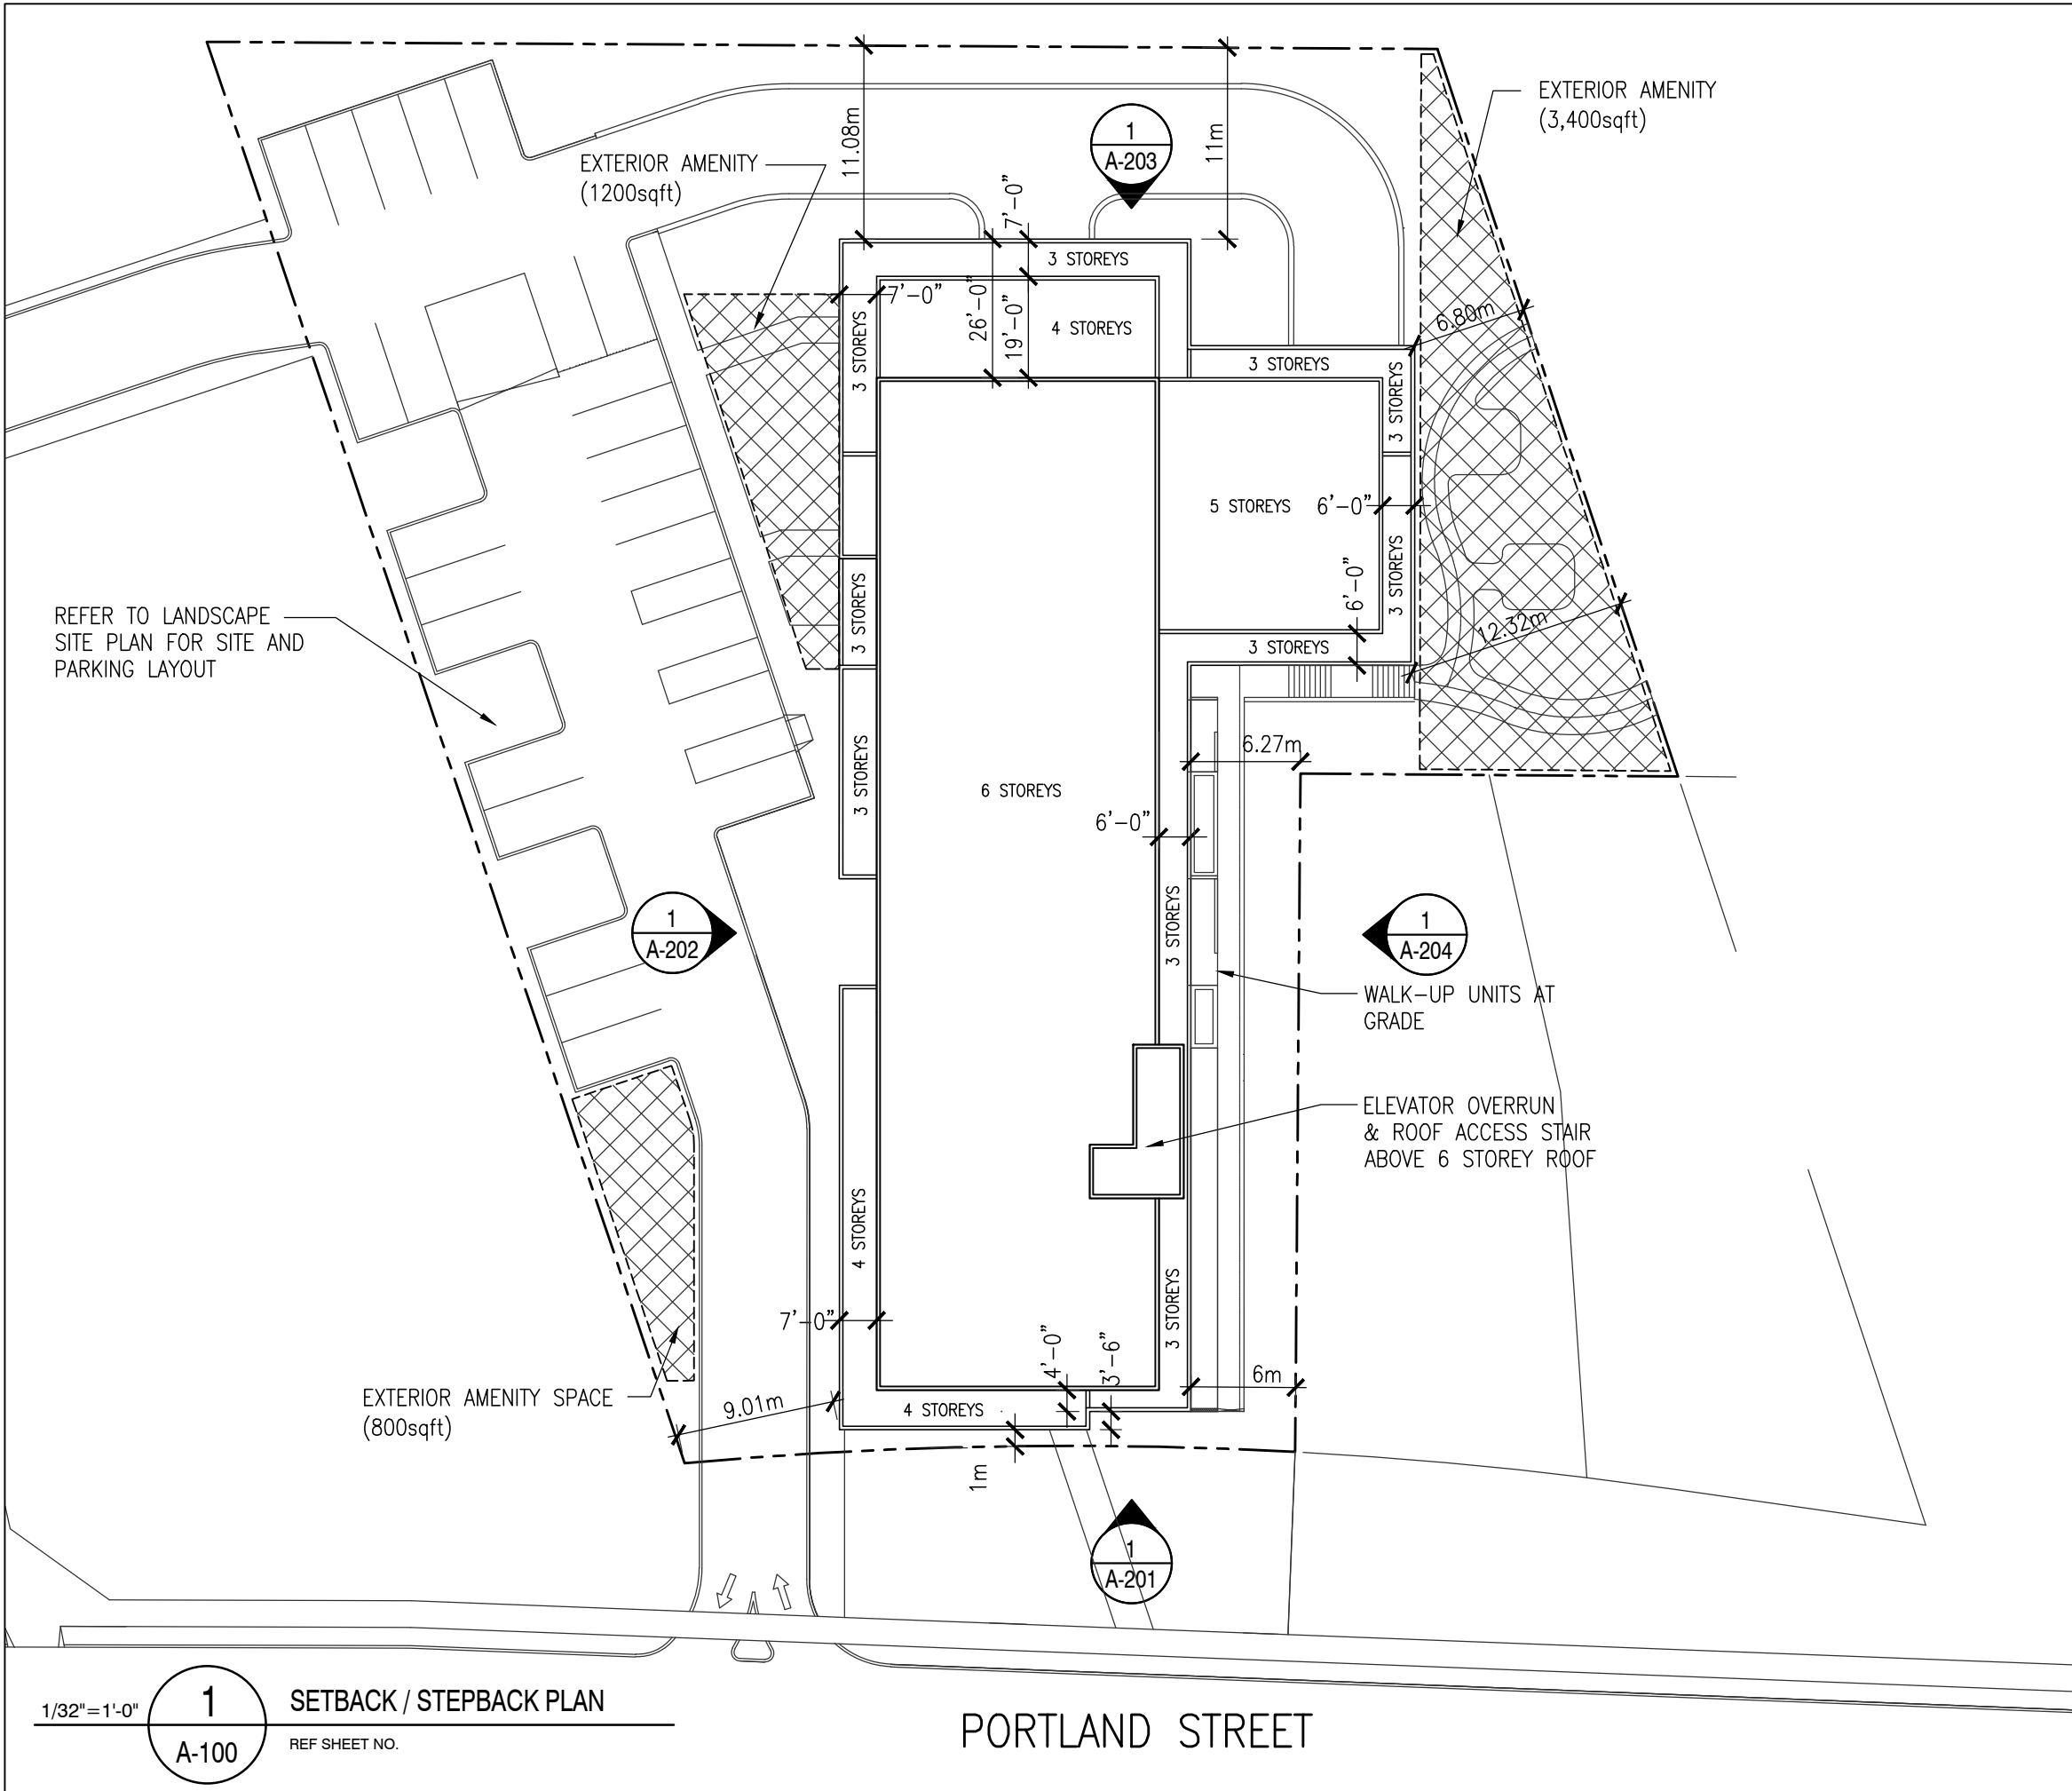 11.08m
11m
1
A-203
EXTERIOR AMENITY
(3,400sqft)
EXTERIOR AMENITY
(1200sqft)
7'-0"
3 STOREYS
7'-0"
26'-0"
19'-0"
4 STOREYS
3 STOREYS
6.80m
3 STOREYS
3 STOREYS
5 STOREYS
6'-0"
3 STOREYS
6'-0"
3 STOREYS
3 STOREYS
12.32m
REFER TO LANDSCAPE
SITE PLAN FOR SITE AND
PARKING LAYOUT
3 STOREYS
6 STOREYS
6.27m
6'-0"
3 STOREYS
1
A-202
1
A-204
WALK-UP UNITS AT
GRADE
ELEVATOR OVERRUN
& ROOF ACCESS STAIR
ABOVE 6 STOREY ROOF
4 STOREYS
3 STOREYS
7'-0"
4'-0"
3'-6"
6m
EXTERIOR AMENITY SPACE
(800sqft)
9.01m
4 STOREYS
1m
1
A-201
1/32"=1'-0"
1
A-100
SETBACK / STEPBACK PLAN
REF SHEET NO.
PORTLAND STREET